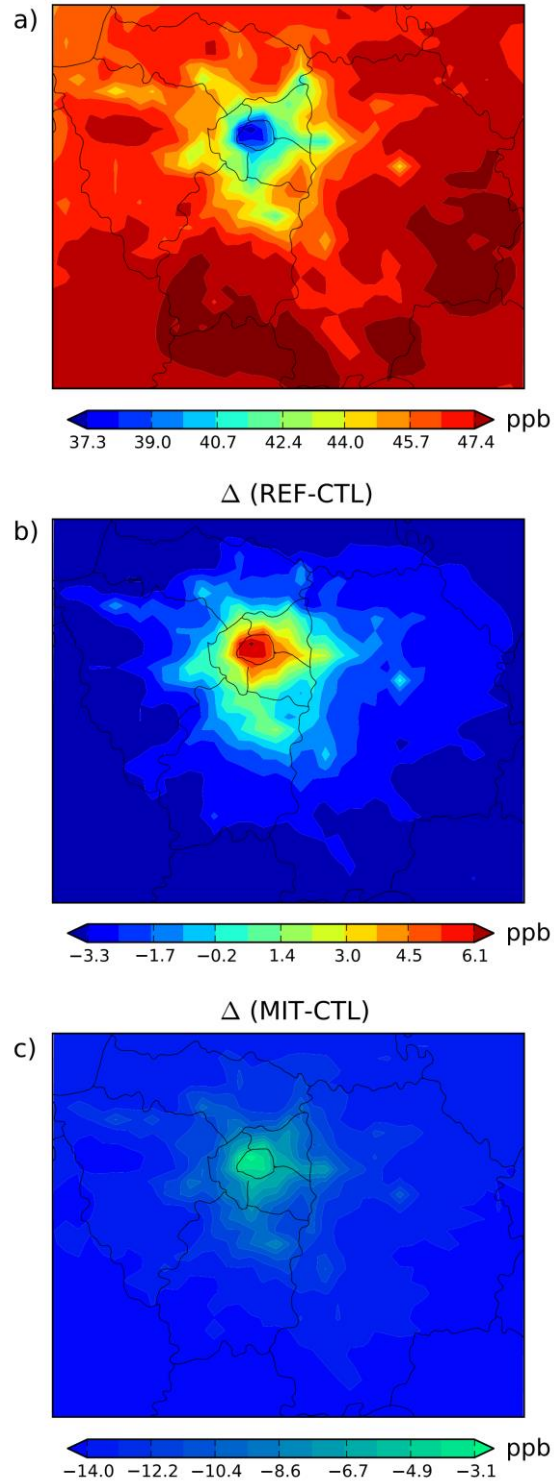 a)
37.3 39.0 40.7 42.4 44.0 45.7 47.4 ppb
Δ (REF-CTL)
b)
−3.3 −1.7 −0.2 1.4 3.0 4.5 6.1 ppb
Δ (MIT-CTL)
c)
−14.0 −12.2 −10.4 −8.6 −6.7 −4.9 −3.1 ppb